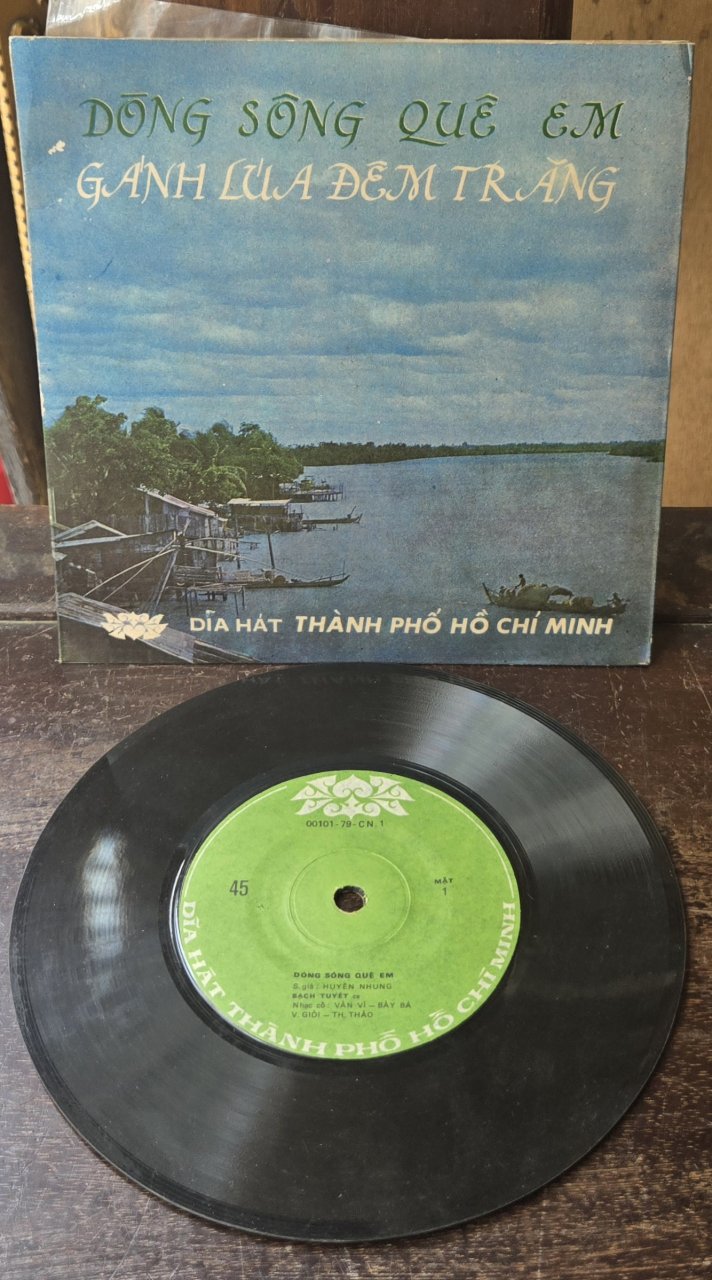 DÒNG SÔNG QUÊ EM
GÁNH LÚA ĐÊM TRĂNG
DĨA HÁT THÀNH PHỐ HỒ CHÍ MINH
00101-79-CN.1
45
MẶT
1
DÒNG SÔNG QUÊ EM
S.giả : HUYỀN NHUNG
BẠCH TUYẾT ca
Nhạc cổ : VĂN VĨ – BẢY BÁ
V. GIỎI – TH. THẢO
DĨA HÁT THÀNH PHỐ HỒ CHÍ MINH